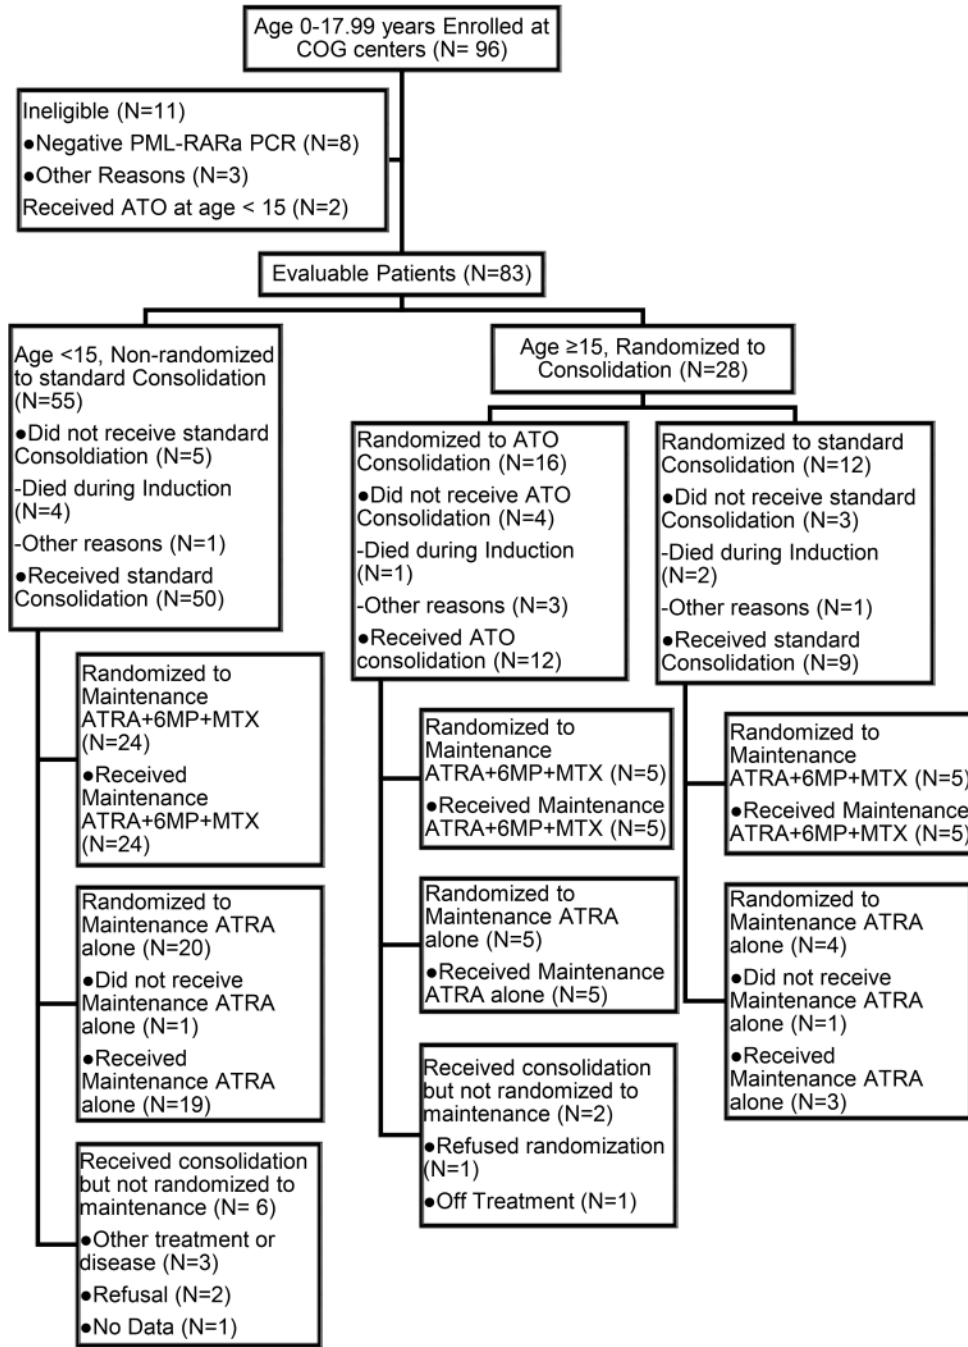 Age 0-17.99 years Enrolled at
COG centers (N= 96)
Ineligible (N=11)
●Negative PML-RARa PCR (N=8)
●Other Reasons (N=3)
Received ATO at age < 15 (N=2)
Evaluable Patients (N=83)
Age <15, Non-randomized
to standard Consolidation
(N=55)
●Did not receive standard
Consoldiation (N=5)
-Died during Induction
(N=4)
-Other reasons (N=1)
●Received standard
Consolidation (N=50)
Age ≥15, Randomized to
Consolidation (N=28)
Randomized to ATO
Consolidation (N=16)
●Did not receive ATO
Consolidation (N=4)
-Died during Induction
(N=1)
-Other reasons (N=3)
●Received ATO
consolidation (N=12)
Randomized to standard
Consolidation (N=12)
●Did not receive standard
Consolidation (N=3)
-Died during Induction
(N=2)
-Other reasons (N=1)
●Received standard
Consolidation (N=9)
Randomized to
Maintenance
ATRA+6MP+MTX
(N=24)
●Received
Maintenance
ATRA+6MP+MTX
(N=24)
Randomized to
Maintenance ATRA
alone (N=20)
●Did not receive
Maintenance ATRA
alone (N=1)
●Received
Maintenance ATRA
alone (N=19)
Received consolidation
but not randomized to
maintenance (N= 6)
●Other treatment or
disease (N=3)
●Refusal (N=2)
●No Data (N=1)
Randomized to
Maintenance
ATRA+6MP+MTX (N=5)
●Received Maintenance
ATRA+6MP+MTX (N=5)
Randomized to
Maintenance ATRA
alone (N=5)
●Received Maintenance
ATRA alone (N=5)
Received consolidation
but not randomized to
maintenance (N=2)
●Refused randomization
(N=1)
●Off Treatment (N=1)
Randomized to
Maintenance
ATRA+6MP+MTX (N=5)
●Received Maintenance
ATRA+6MP+MTX (N=5)
Randomized to
Maintenance ATRA
alone (N=4)
●Did not receive
Maintenance ATRA
alone (N=1)
●Received
Maintenance ATRA
alone (N=3)